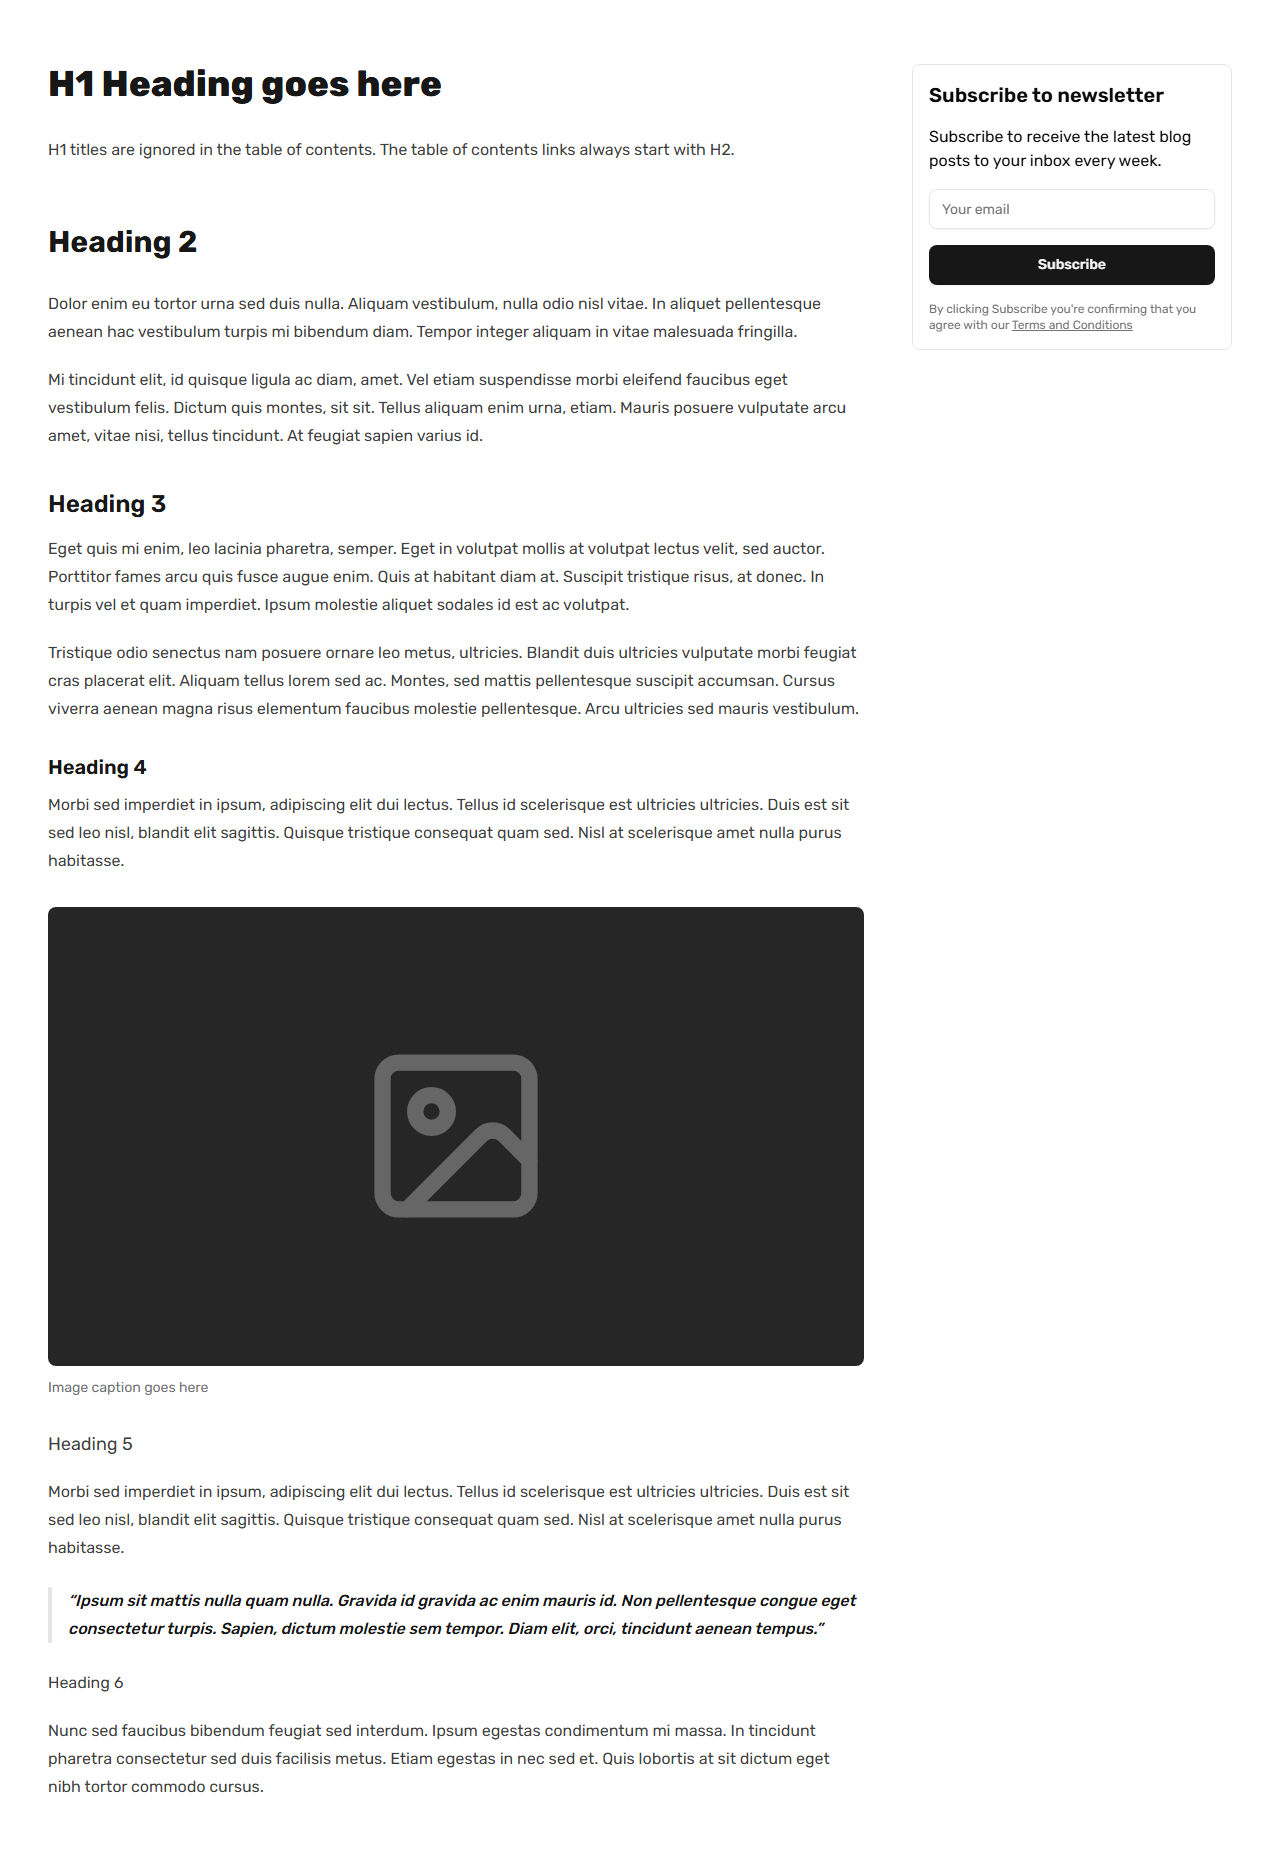 H1 Heading goes here
H1 titles are ignored in the table of contents. The table of contents links always start with H2.
Heading 2
Dolor enim eu tortor urna sed duis nulla. Aliquam vestibulum, nulla odio nisl vitae. In aliquet pellentesque
aenean hac vestibulum turpis mi bibendum diam. Tempor integer aliquam in vitae malesuada fringilla.
Mi tincidunt elit, id quisque ligula ac diam, amet. Vel etiam suspendisse morbi eleifend faucibus eget
vestibulum felis. Dictum quis montes, sit sit. Tellus aliquam enim urna, etiam. Mauris posuere vulputate arcu
amet, vitae nisi, tellus tincidunt. At feugiat sapien varius id.
Heading 3
Eget quis mi enim, leo lacinia pharetra, semper. Eget in volutpat mollis at volutpat lectus velit, sed auctor.
Porttitor fames arcu quis fusce augue enim. Quis at habitant diam at. Suscipit tristique risus, at donec. In
turpis vel et quam imperdiet. Ipsum molestie aliquet sodales id est ac volutpat.
Tristique odio senectus nam posuere ornare leo metus, ultricies. Blandit duis ultricies vulputate morbi feugiat
cras placerat elit. Aliquam tellus lorem sed ac. Montes, sed mattis pellentesque suscipit accumsan. Cursus
viverra aenean magna risus elementum faucibus molestie pellentesque. Arcu ultricies sed mauris vestibulum.
Heading 4
Morbi sed imperdiet in ipsum, adipiscing elit dui lectus. Tellus id scelerisque est ultricies ultricies. Duis est sit
sed leo nisl, blandit elit sagittis. Quisque tristique consequat quam sed. Nisl at scelerisque amet nulla purus
habitasse.
Image caption goes here
Heading 5
Morbi sed imperdiet in ipsum, adipiscing elit dui lectus. Tellus id scelerisque est ultricies ultricies. Duis est sit
sed leo nisl, blandit elit sagittis. Quisque tristique consequat quam sed. Nisl at scelerisque amet nulla purus
habitasse.
“Ipsum sit mattis nulla quam nulla. Gravida id gravida ac enim mauris id. Non pellentesque congue eget
consectetur turpis. Sapien, dictum molestie sem tempor. Diam elit, orci, tincidunt aenean tempus.”
Heading 6
Nunc sed faucibus bibendum feugiat sed interdum. Ipsum egestas condimentum mi massa. In tincidunt
pharetra consectetur sed duis facilisis metus. Etiam egestas in nec sed et. Quis lobortis at sit dictum eget
nibh tortor commodo cursus.
Subscribe to newsletter
Subscribe to receive the latest blog
posts to your inbox every week.
Your email
Subscribe
By clicking Subscribe you're confirming that you
agree with our Terms and Conditions